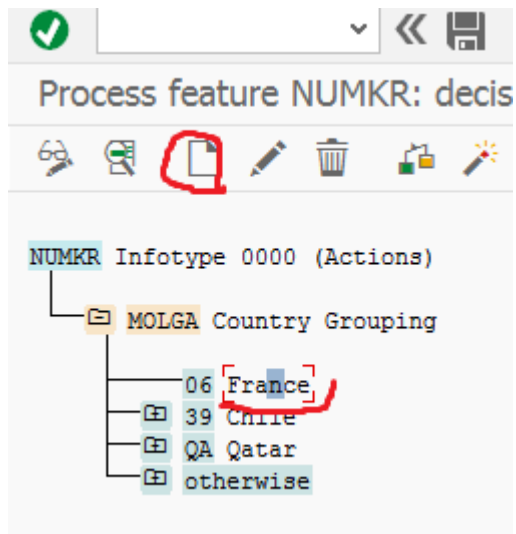 Process feature NUMKR: decis
NUMKR Infotype 0000 (Actions)
MOLGA Country Grouping
06 France
39 Chile
QA Qatar
otherwise